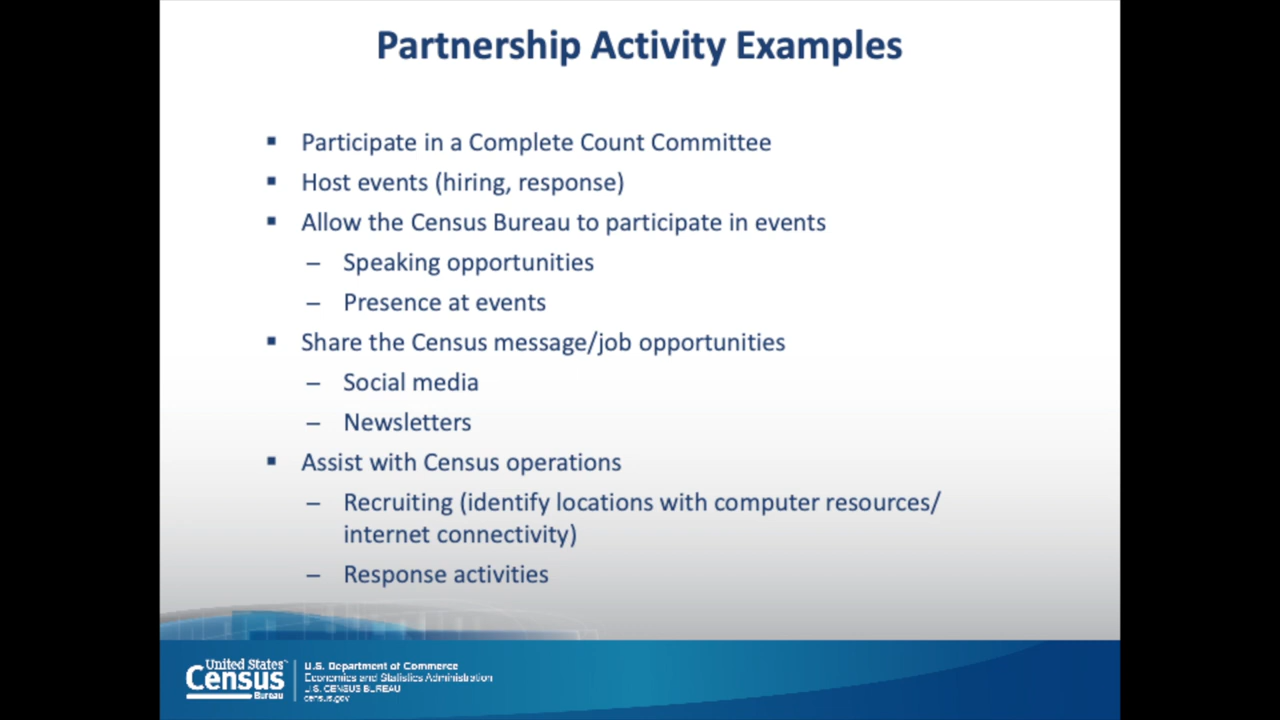 Partnership Activity Examples
▪ Participate in a Complete Count Committee
▪ Host events (hiring, response)
▪ Allow the Census Bureau to participate in events
– Speaking opportunities
– Presence at events
▪ Share the Census message/job opportunities
– Social media
– Newsletters
▪ Assist with Census operations
– Recruiting (identify locations with computer resources/
internet connectivity)
– Response activities
United States
Census
Bureau
U.S. Department of Commerce
Economics and Statistics Administration
U.S. CENSUS BUREAU
census.gov